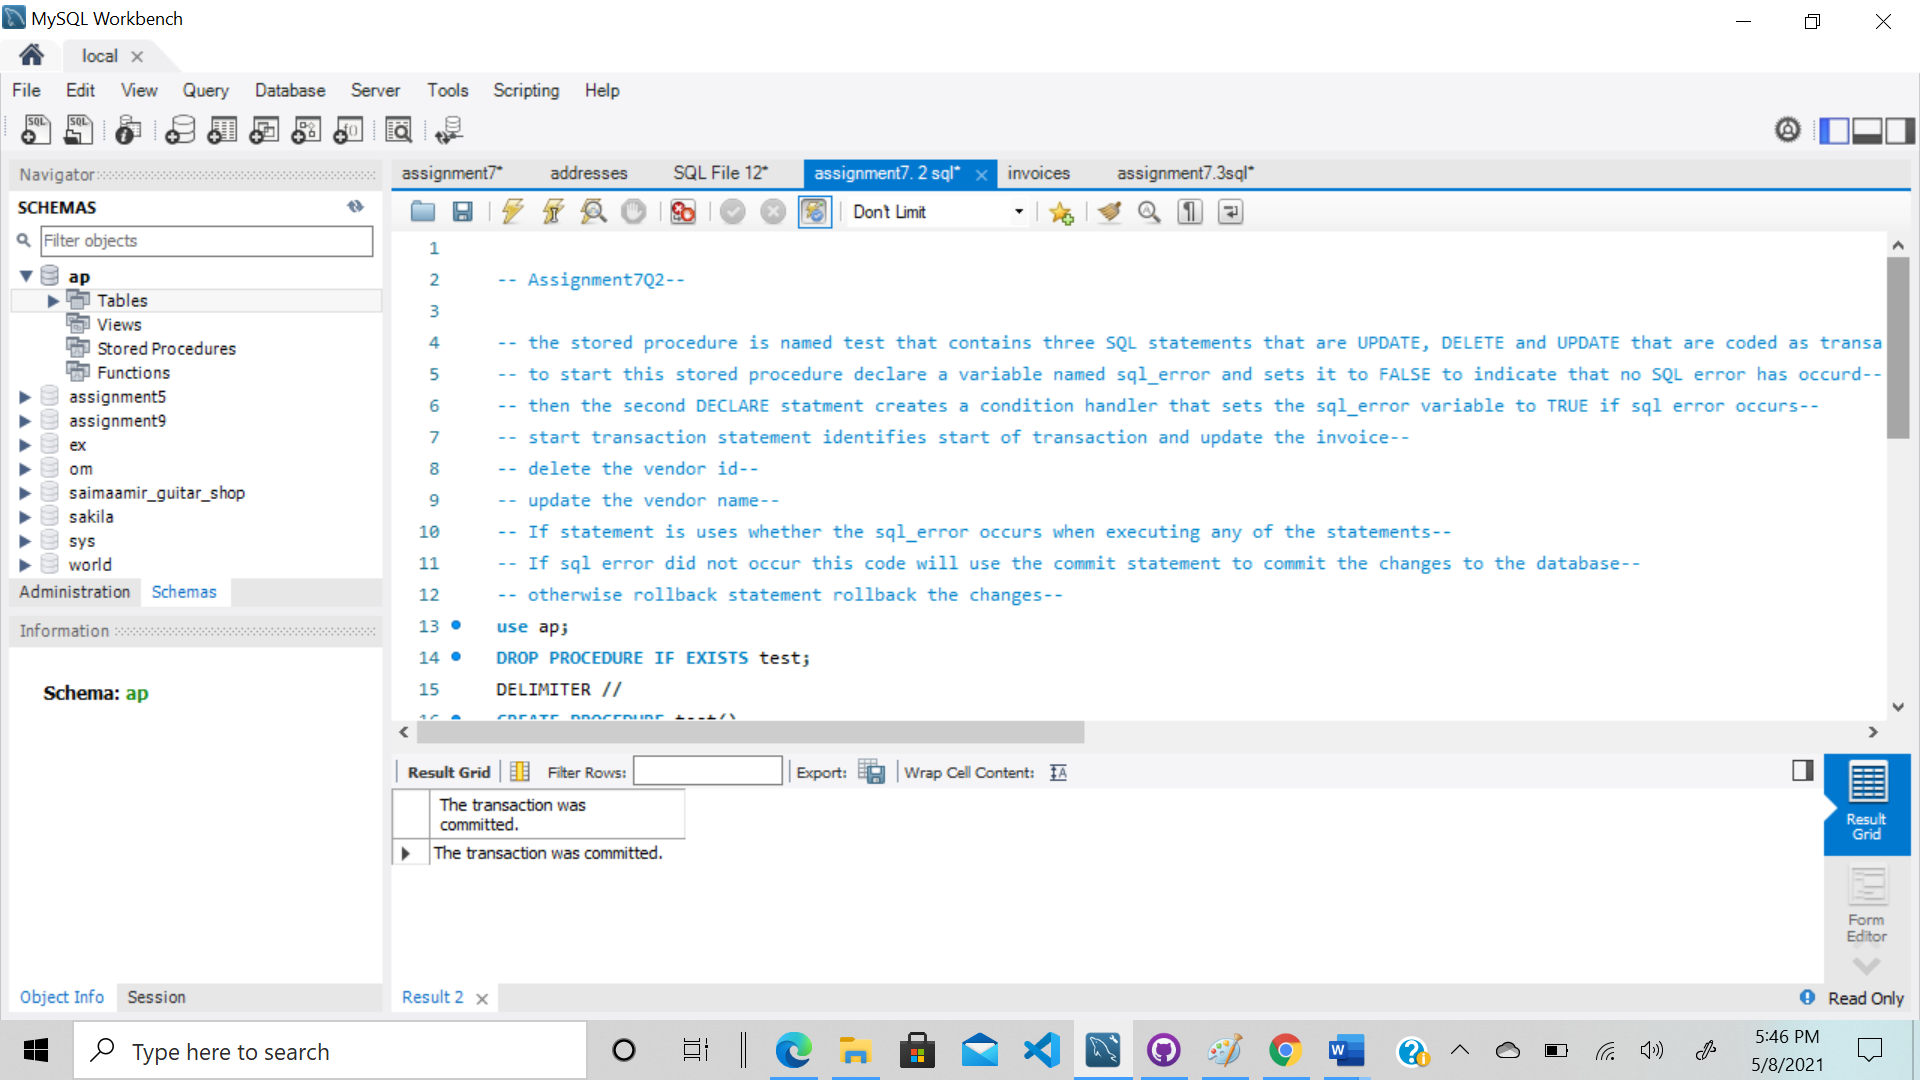 MySQL Workbench
local
File Edit View Query Database Server Tools Scripting Help
Navigator
SCHEMAS
Filter objects
ap
Tables
Views
Stored Procedures
Functions
assignment5
assignment9
ex
om
saimaamir_guitar_shop
sakila
sys
world
Administration Schemas
Information
Schema: ap
Object Info Session
assignment7* addresses SQL File 12* assignment7. 2 sql* invoices assignment7.3sql*
Don't Limit
1
2 -- Assignment7Q2--
3
4 -- the stored procedure is named test that contains three SQL statements that are UPDATE, DELETE and UPDATE that are coded as transa
5 -- to start this stored procedure declare a variable named sql_error and sets it to FALSE to indicate that no SQL error has occurd--
6 -- then the second DECLARE statment creates a condition handler that sets the sql_error variable to TRUE if sql error occurs--
7 -- start transaction statement identifies start of transaction and update the invoice--
8 -- delete the vendor id--
9 -- update the vendor name--
10 -- If statement is uses whether the sql_error occurs when executing any of the statements--
11 -- If sql error did not occur this code will use the commit statement to commit the changes to the database--
12 -- otherwise rollback statement rollback the changes--
13 use ap;
14 DROP PROCEDURE IF EXISTS test;
15 DELIMITER //
16 CREATE PROCEDURE test()
Result Grid Filter Rows: Export: Wrap Cell Content:
The transaction was
committed.
The transaction was committed.
Result
Grid
Form
Editor
Result 2
Read Only
Type here to search
5:46 PM
5/8/2021